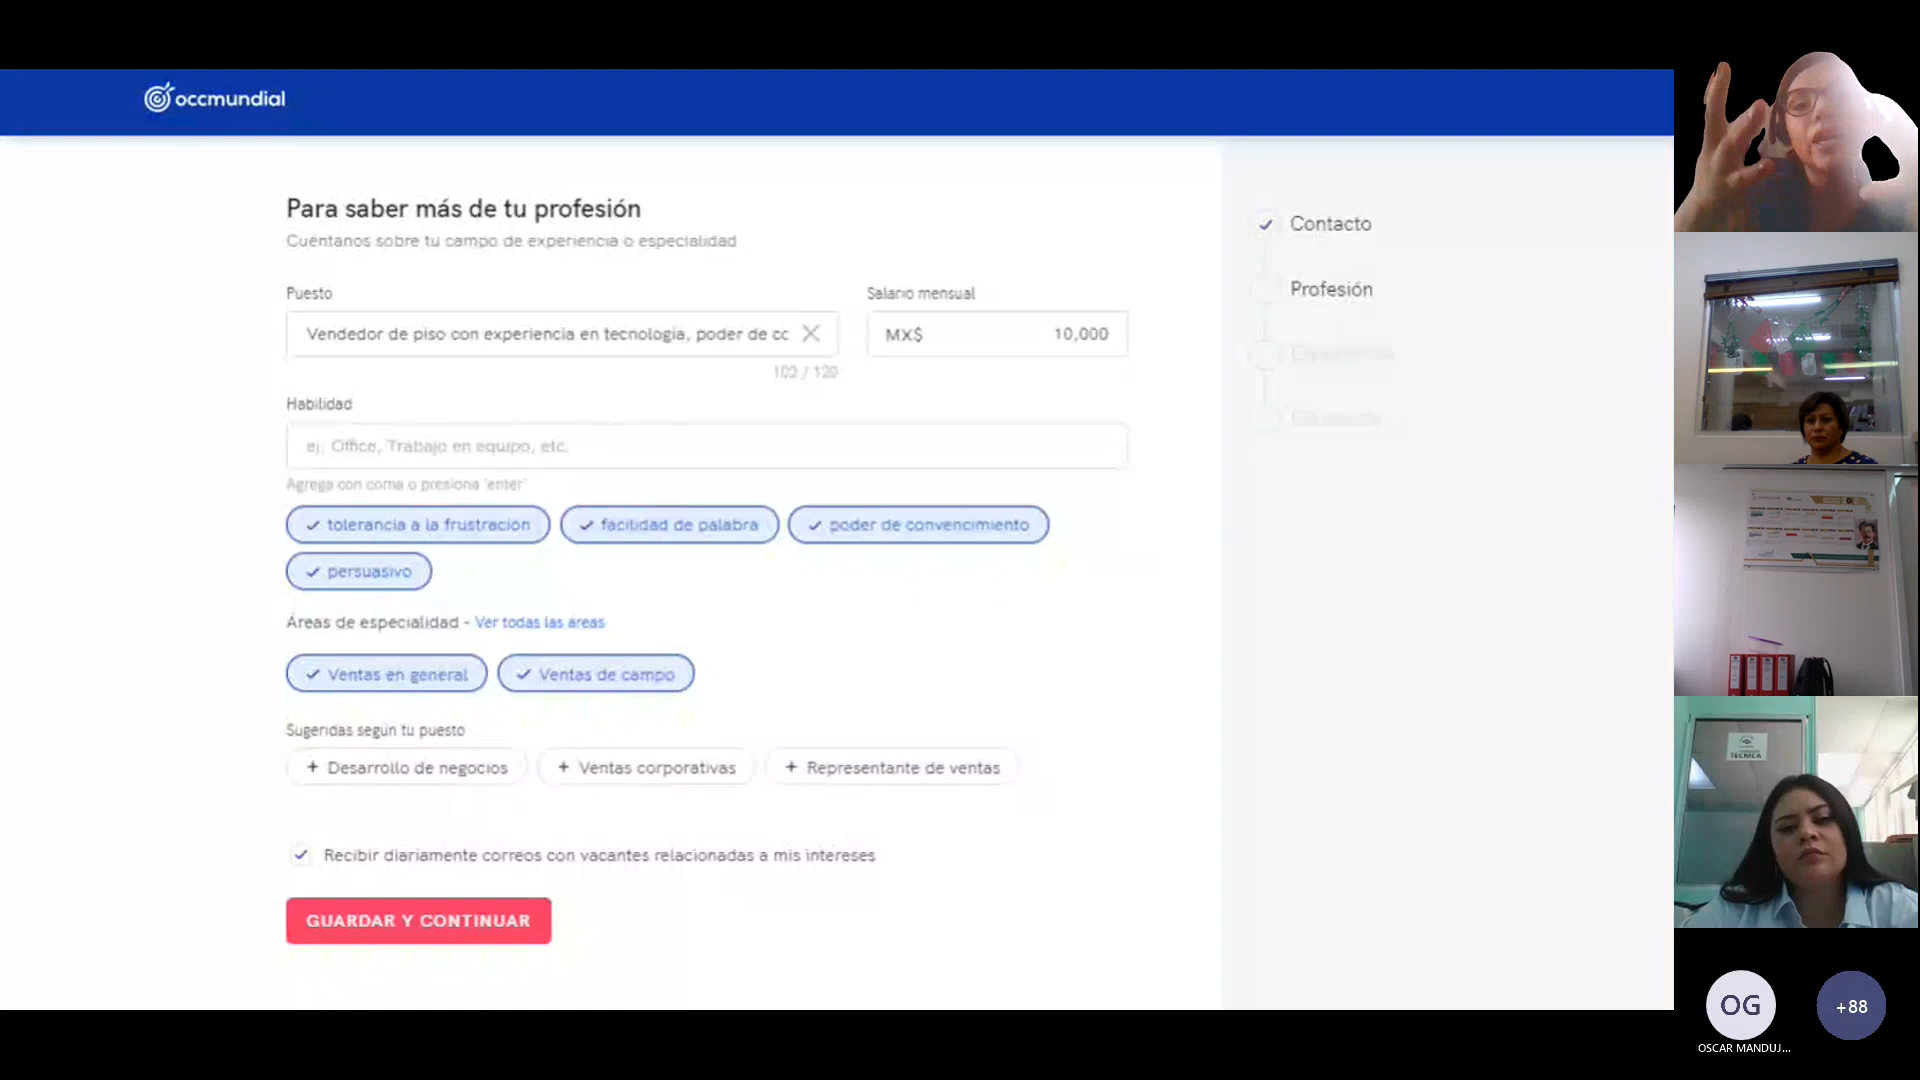 occmundial
Para saber más de tu profesión
Cuéntanos sobre tu campo de experiencia o especialidad
Puesto
Salario mensual
Vendedor de piso con experiencia en tecnología, poder de cc
MX$ 10,000
102 / 120
Habilidad
ej. Office, Trabajo en equipo, etc.
Agrega con coma o presiona 'enter'
tolerancia a la frustracion
facilidad de palabra
poder de convencimiento
persuasivo
Áreas de especialidad - Ver todas las áreas
Ventas en general
Ventas de campo
Sugeridas según tu puesto
+ Desarrollo de negocios
+ Ventas corporativas
+ Representante de ventas
Recibir diariamente correos con vacantes relacionadas a mis intereses
GUARDAR Y CONTINUAR
Contacto
Profesión
TÉCNICA
OG
+88
OSCAR MANDUJ...